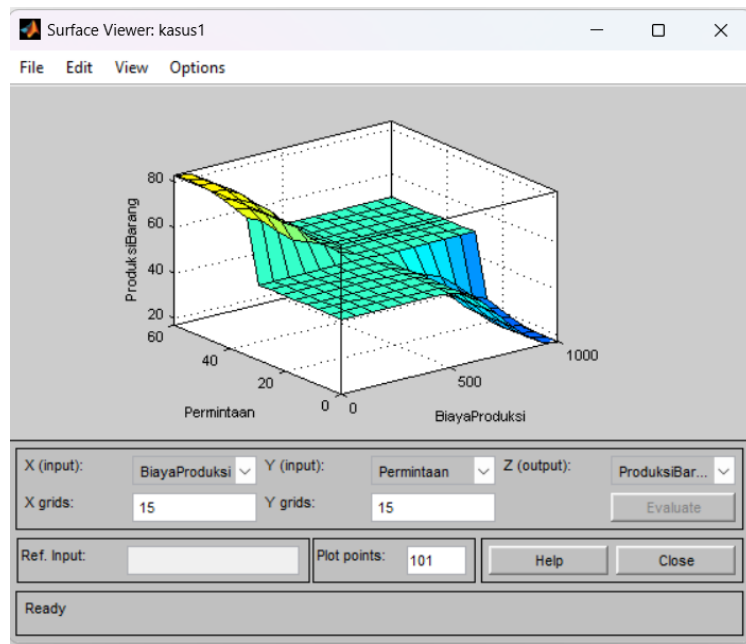 Surface Viewer: kasus1
File Edit View Options
80
60
40
20
ProduksiBarang
60
40
20
0
Permintaan
0
500
1000
BiayaProduksi
X (input): BiayaProduksi Y (input): Permintaan Z (output): ProduksiBar...
X grids: 15 Y grids: 15 Evaluate
Ref. Input: Plot points: 101 Help Close
Ready